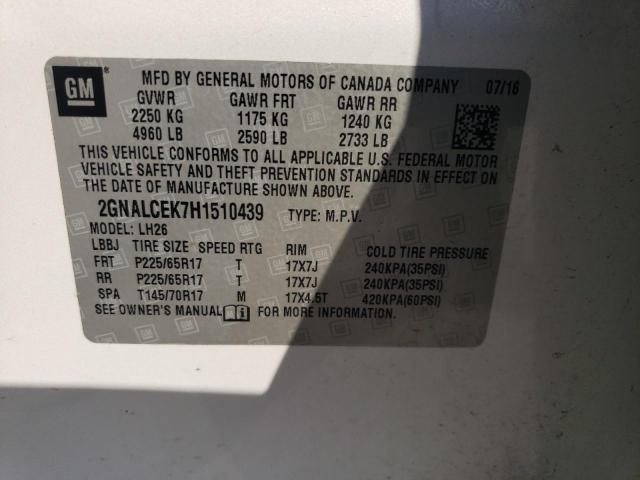 GM MFD BY GENERAL MOTORS OF CANADA COMPANY 07/16
GVWR GAWR FRT GAWR RR
2250 KG 1175 KG 1240 KG
4960 LB 2590 LB 2733 LB
THIS VEHICLE CONFORMS TO ALL APPLICABLE U.S. FEDERAL MOTOR
VEHICLE SAFETY AND THEFT PREVENTION STANDARDS IN EFFECT ON THE
DATE OF MANUFACTURE SHOWN ABOVE.
2GNALCEK7H1510439 TYPE: M.P.V.
MODEL: LH26
LBBJ TIRE SIZE SPEED RTG RIM COLD TIRE PRESSURE
FRT P225/65R17 T 17X7J 240KPA(35PSI)
RR P225/65R17 T 17X7J 240KPA(35PSI)
SPA T145/70R17 M 17X4.5T 420KPA(60PSI)
SEE OWNER'S MANUAL FOR MORE INFORMATION.